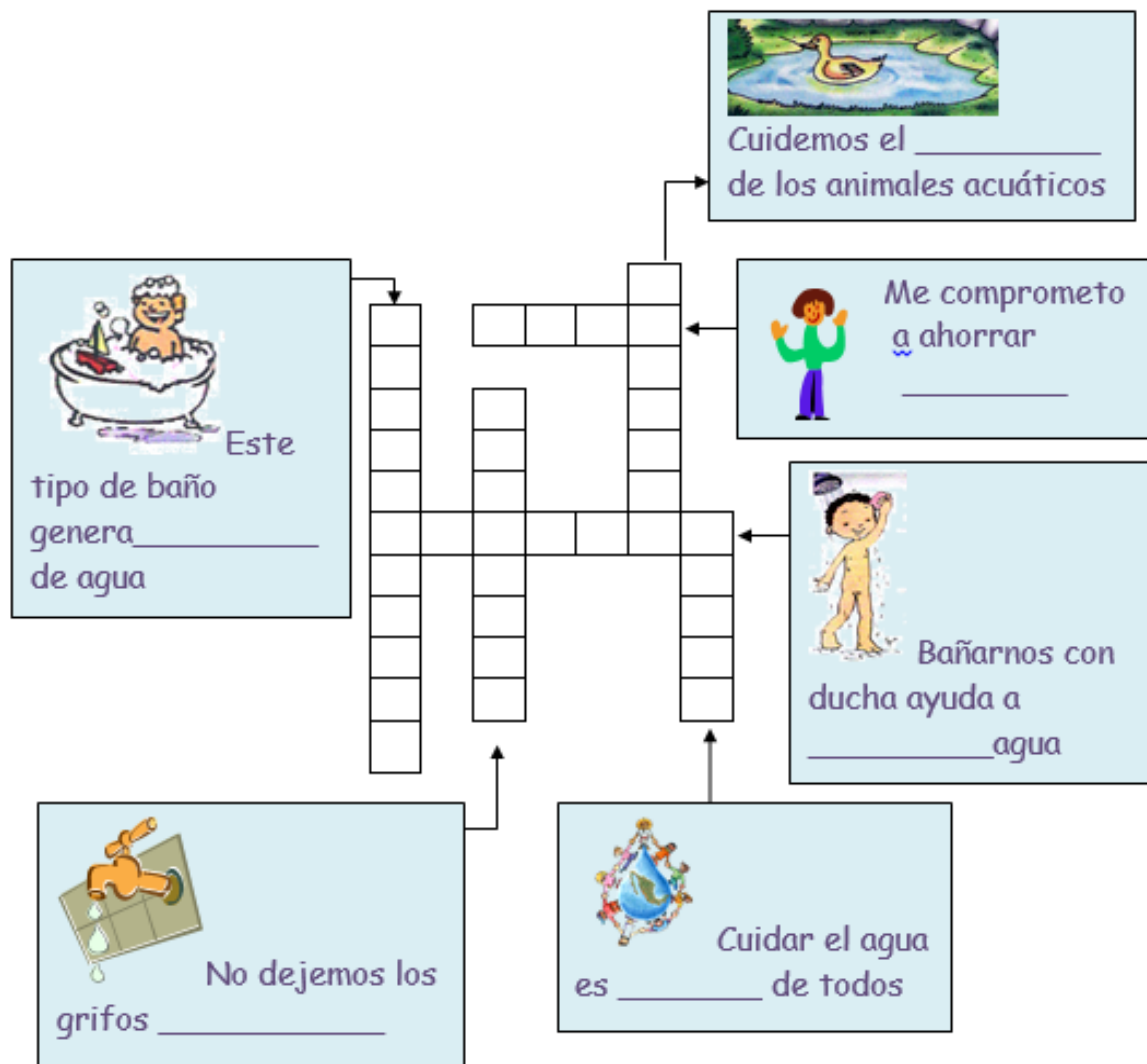 Cuidemos el __________
de los animales acuáticos
Este
tipo de baño
genera__________
de agua
Me comprometo
a ahorrar
_________
Bañarnos con
ducha ayuda a
__________agua
No dejemos los
grifos ____________
Cuidar el agua
es ________ de todos